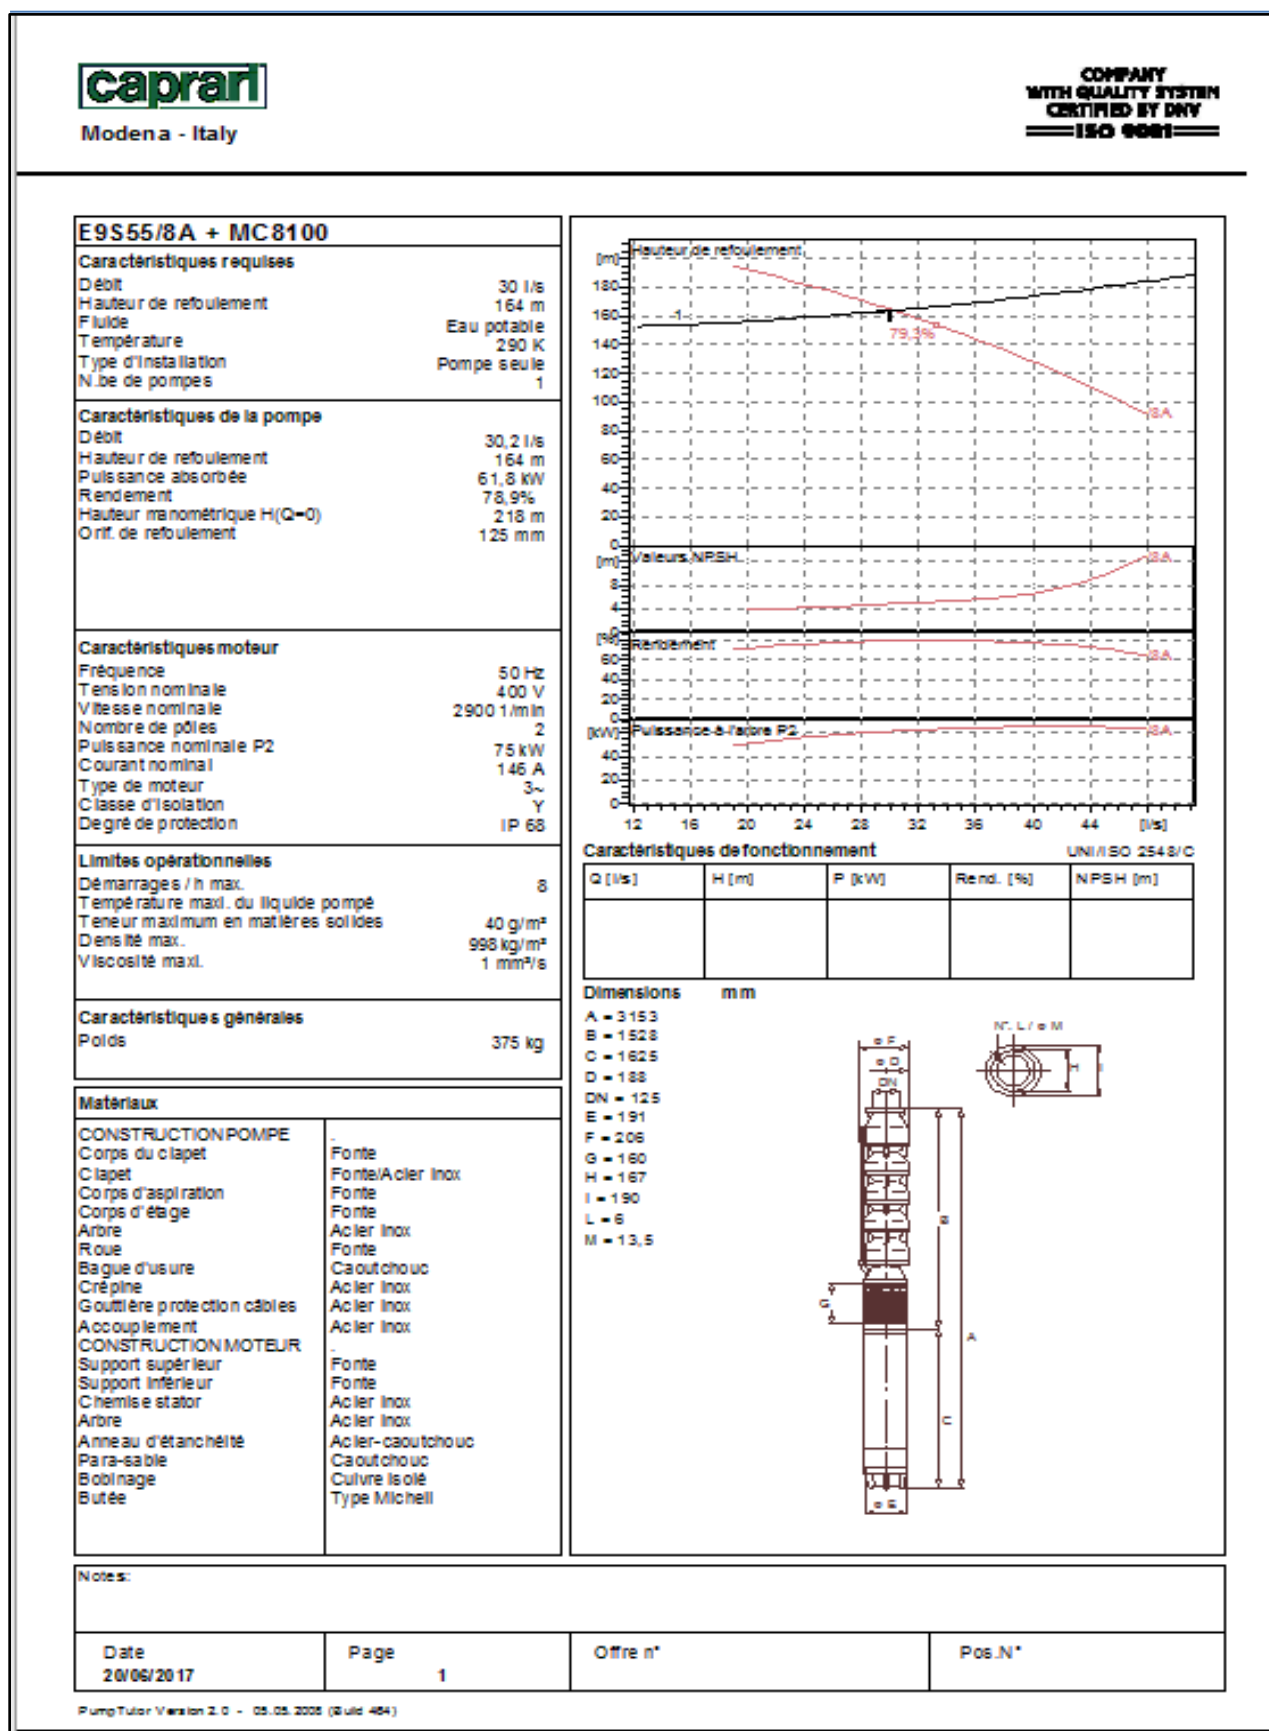 caprari
Modena - Italy
COMPANY
WITH QUALITY SYSTEM
CERTIFIED BY DNV
ISO 9001
E9S55/8A + MC8100
Caractéristiques requises
Débit 30 l/s
Hauteur de refoulement 164 m
Fluide Eau potable
Température 290 K
Type d'installation Pompe seule
N.be de pompes 1
Caractéristiques de la pompe
Débit 30,2 l/s
Hauteur de refoulement 164 m
Puissance absorbée 61,8 kW
Rendement 78,9%
Hauteur manométrique H(Q=0) 218 m
Orif. de refoulement 125 mm
Caractéristiques moteur
Fréquence 50 Hz
Tension nominale 400 V
Vitesse nominale 2900 1/min
Nombre de pôles 2
Puissance nominale P2 75 kW
Courant nominal 146 A
Type de moteur 3~
Classe d'isolation Y
Degré de protection IP 68
Limites opérationnelles
Démarrages / h max. 8
Température maxi. du liquide pompé
Teneur maximum en matières solides 40 g/m³
Densité max. 998 kg/m³
Viscosité maxi. 1 mm²/s
Caractéristiques générales
Poids 375 kg
Matériaux
CONSTRUCTION POMPE .
Corps du clapet Fonte
Clapet Fonte/Acier inox
Corps d'aspiration Fonte
Corps d'étage Fonte
Arbre Acier inox
Roue Fonte
Bague d'usure Caoutchouc
Crépine Acier inox
Gouttière protection câbles Acier inox
Accouplement Acier inox
CONSTRUCTION MOTEUR .
Support supérieur Fonte
Support inférieur Fonte
Chemise stator Acier inox
Arbre Acier inox
Anneau d'étanchéité Acier-caoutchouc
Para-sable Caoutchouc
Bobinage Cuivre isolé
Butée Type Michell
[m] Hauteur de refoulement
180
160
140
120
100
80
60
40
20
0
1
79,3%
/8A
[m] Valeurs NPSH
8
4
0
/8A
[%] Rendement
60
40
20
0
/8A
[kW] Puissance à l'arbre P2
40
20
0
/8A
12 16 20 24 28 32 36 40 44 [l/s]
Caractéristiques de fonctionnement UNI/ISO 2548/C
Q [l/s] H [m] P [kW] Rend. [%] NPSH [m]
Dimensions mm
A = 3153
B = 1528
C = 1625
D = 188
DN = 125
E = 191
F = 206
G = 160
H = 167
I = 190
L = 6
M = 13,5
N°. L / ø M
ø F
ø D
DN
H
I
B
G
A
C
ø E
Notes:
Date
20/06/2017
Page
1
Offre n°
Pos.N°
PumpTutor Version 2.0 - 05.05.2008 (Build 464)